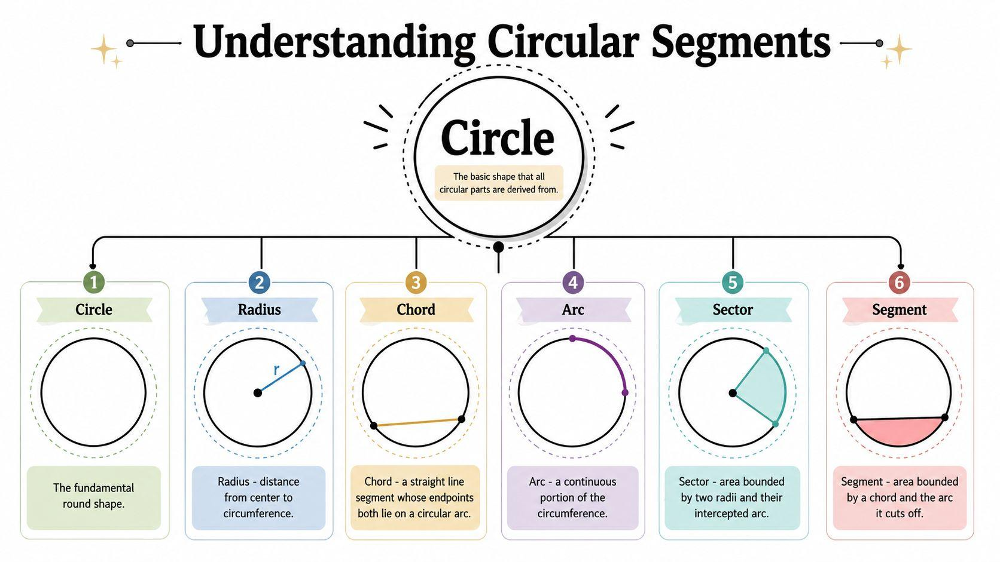 Understanding Circular Segments
Circle
The basic shape that all
circular parts are derived from.
1
Circle
The fundamental
round shape.
2
Radius
r
Radius - distance
from center to
circumference.
3
Chord
Chord - a straight line
segment whose endpoints
both lie on a circular arc.
4
Arc
Arc - a continuous
portion of the
circumference.
5
Sector
Sector - area bounded
by two radii and their
intercepted arc.
6
Segment
Segment - area bounded
by a chord and the arc
it cuts off.